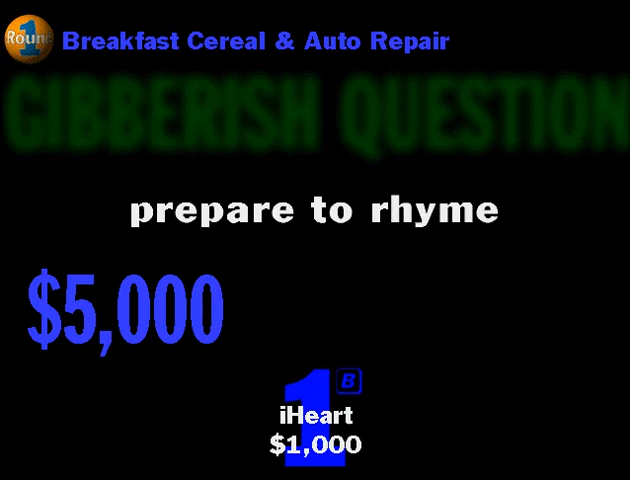 Round 1
Breakfast Cereal & Auto Repair
GIBBERISH QUESTION
prepare to rhyme
$5,000
1
B
iHeart
$1,000